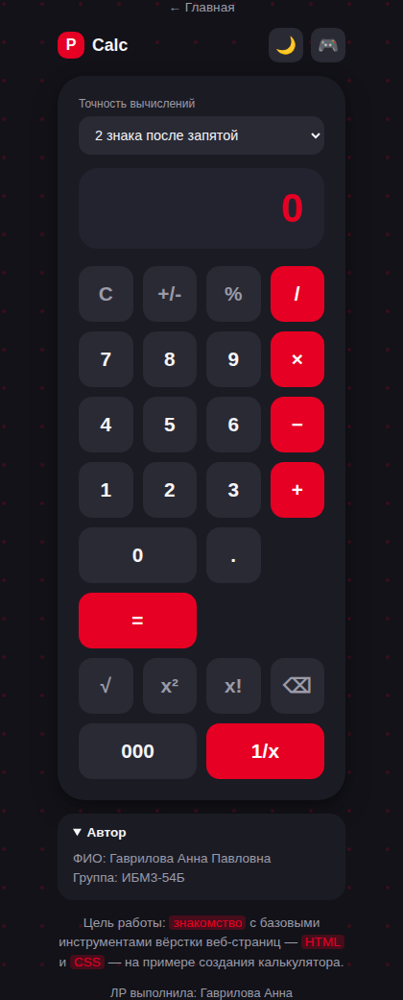 ← Главная
P Calc
Точность вычислений
2 знака после запятой
0
C +/- % /
7 8 9 ×
4 5 6 −
1 2 3 +
0 .
=
√ x² x! ⌫
000 1/x
▼ Автор
ФИО: Гаврилова Анна Павловна
Группа: ИБМ3-54Б
Цель работы: знакомство с базовыми
инструментами вёрстки веб-страниц — HTML
и CSS — на примере создания калькулятора.
ЛР выполнила: Гаврилова Анна